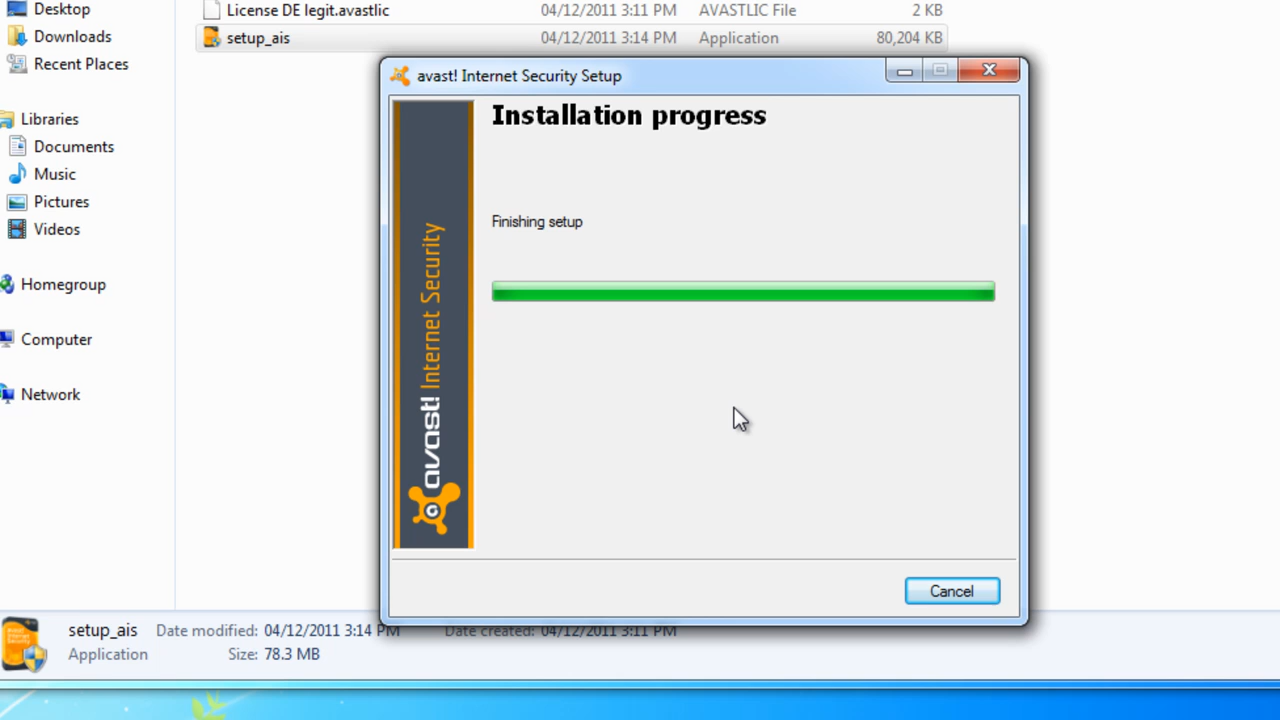 Desktop
Downloads
Recent Places
Libraries
Documents
Music
Pictures
Videos
Homegroup
Computer
Network
License DE legit.avastlic 04/12/2011 3:11 PM AVASTLIC File 2 KB
setup_ais 04/12/2011 3:14 PM Application 80,204 KB
avast! Internet Security Setup
Installation progress
Finishing setup
avast! Internet Security
Cancel
setup_ais Date modified: 04/12/2011 3:14 PM Date created: 04/12/2011 3:11 PM
Application Size: 78.3 MB